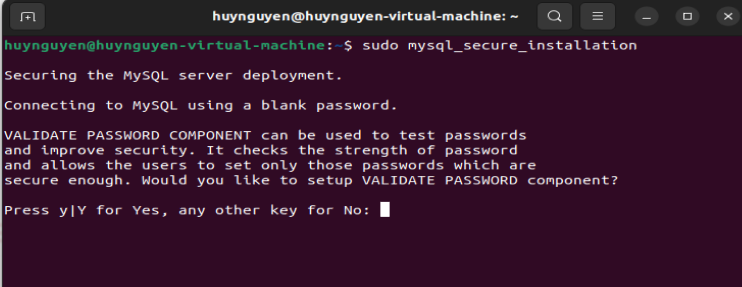 huynguyen@huynguyen-virtual-machine: ~
huynguyen@huynguyen-virtual-machine:~$ sudo mysql_secure_installation
Securing the MySQL server deployment.
Connecting to MySQL using a blank password.
VALIDATE PASSWORD COMPONENT can be used to test passwords
and improve security. It checks the strength of password
and allows the users to set only those passwords which are
secure enough. Would you like to setup VALIDATE PASSWORD component?
Press y|Y for Yes, any other key for No: